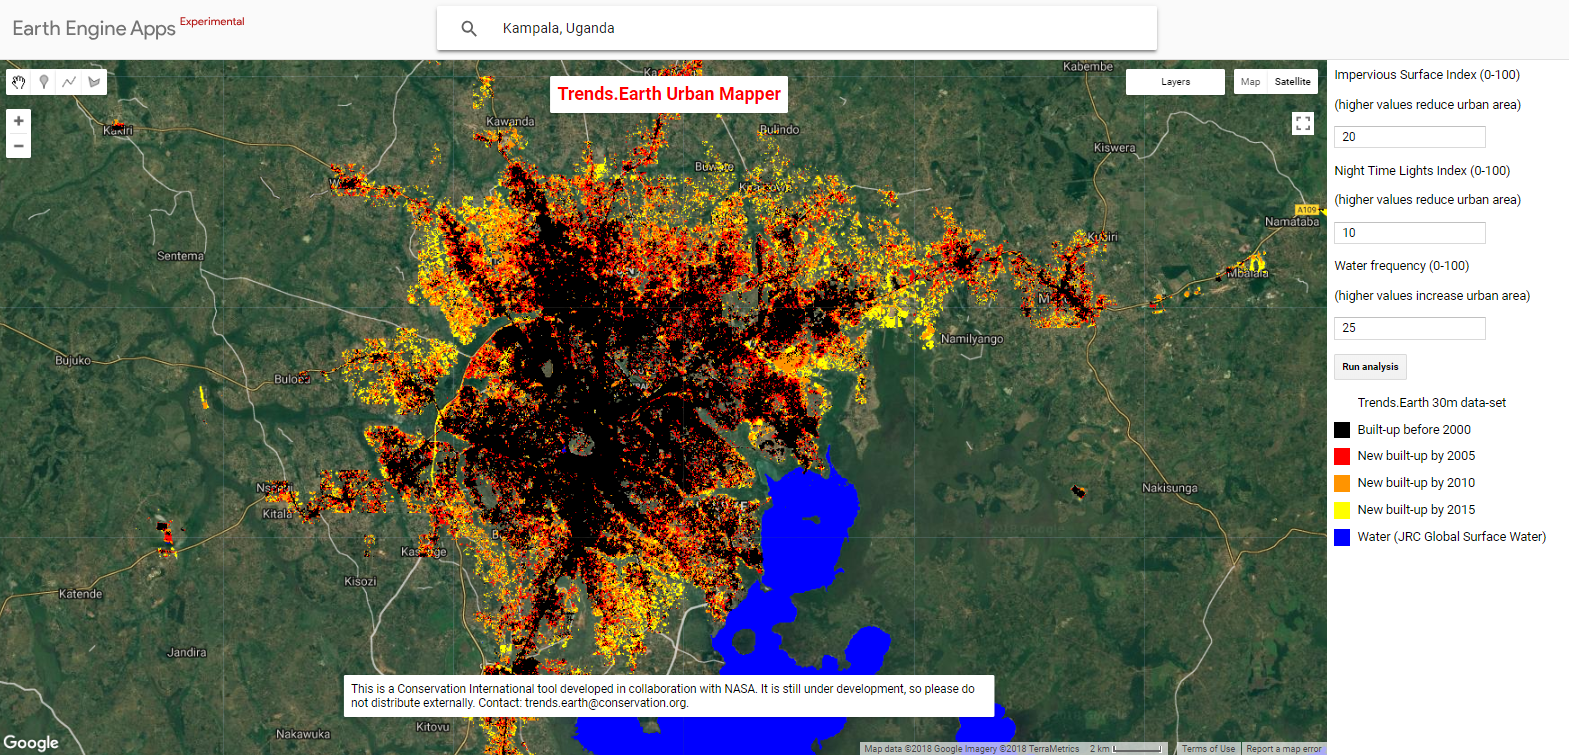 Earth Engine Apps Experimental
Kampala, Uganda
Trends.Earth Urban Mapper
Layers
Map Satellite
Kabembe
Kakiri
Kawanda
Bulindo
Kiswera
A109
Namataba
Sentema
Mbalala
Namilyango
Bujuko
Nakisunga
Kitala
Kisozi
Katende
Jandira
Kitovu
Nakawuka
This is a Conservation International tool developed in collaboration with NASA. It is still under development, so please do
not distribute externally. Contact: trends.earth@conservation.org.
Google
Map data ©2018 Google Imagery ©2018 TerraMetrics 2 km Terms of Use Report a map error
Impervious Surface Index (0-100)
(higher values reduce urban area)
20
Night Time Lights Index (0-100)
(higher values reduce urban area)
10
Water frequency (0-100)
(higher values increase urban area)
25
Run analysis
Trends.Earth 30m data-set
Built-up before 2000
New built-up by 2005
New built-up by 2010
New built-up by 2015
Water (JRC Global Surface Water)